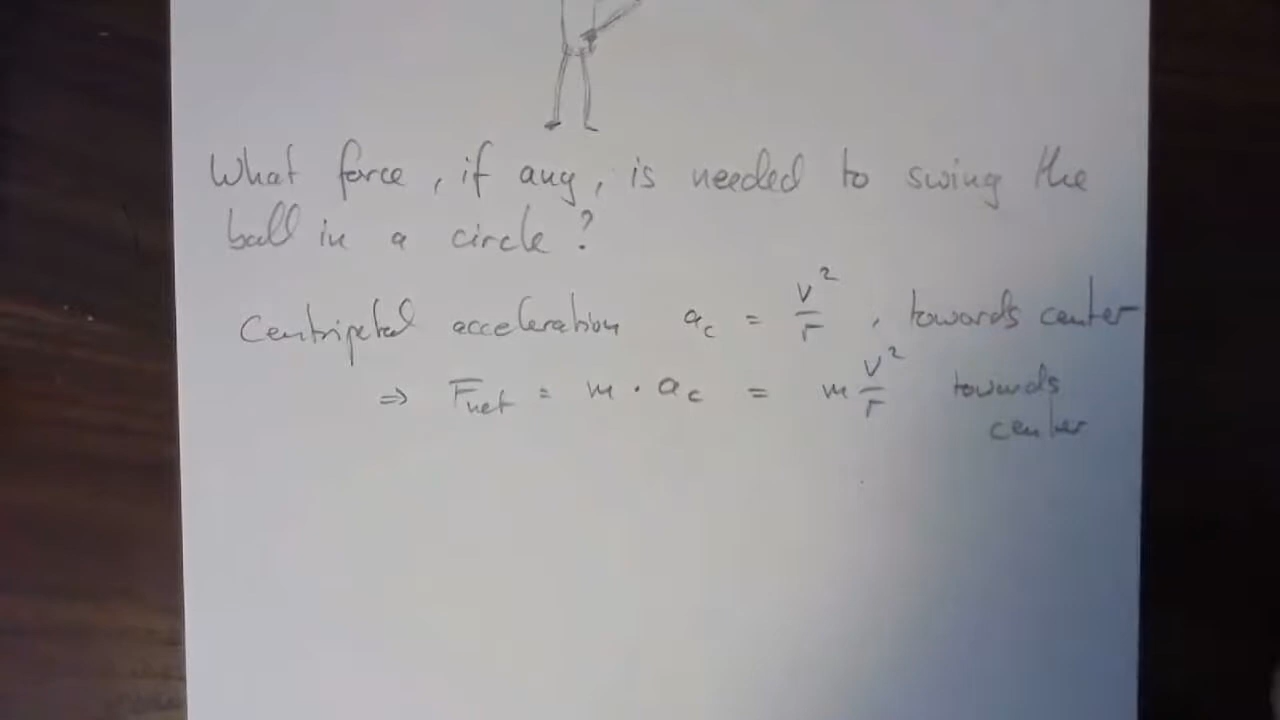 What force, if any, is needed to swing the
ball in a circle?
Centripetal acceleration a_c = v²/r, towards center
⇒ F_net = m · a_c = m v²/r towards
center